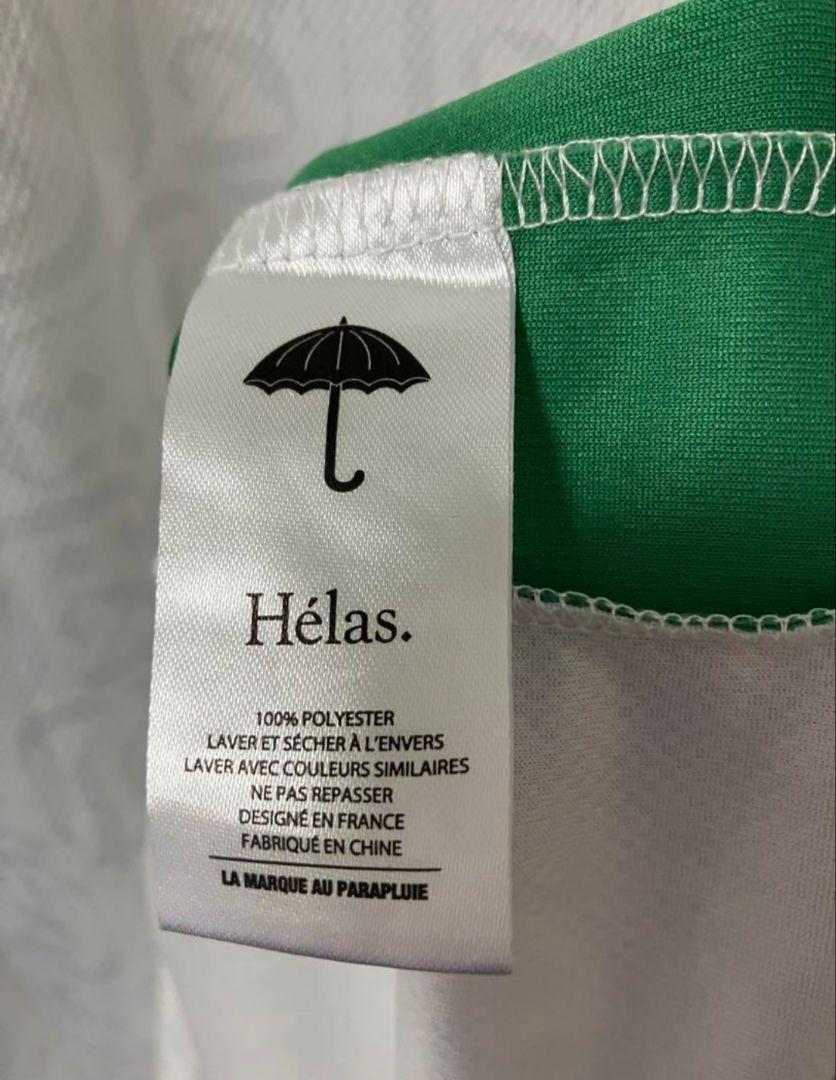 Hélas.
100% POLYESTER
LAVER ET SÉCHER À L'ENVERS
LAVER AVEC COULEURS SIMILAIRES
NE PAS REPASSER
DESIGNÉ EN FRANCE
FABRIQUÉ EN CHINE
LA MARQUE AU PARAPLUIE